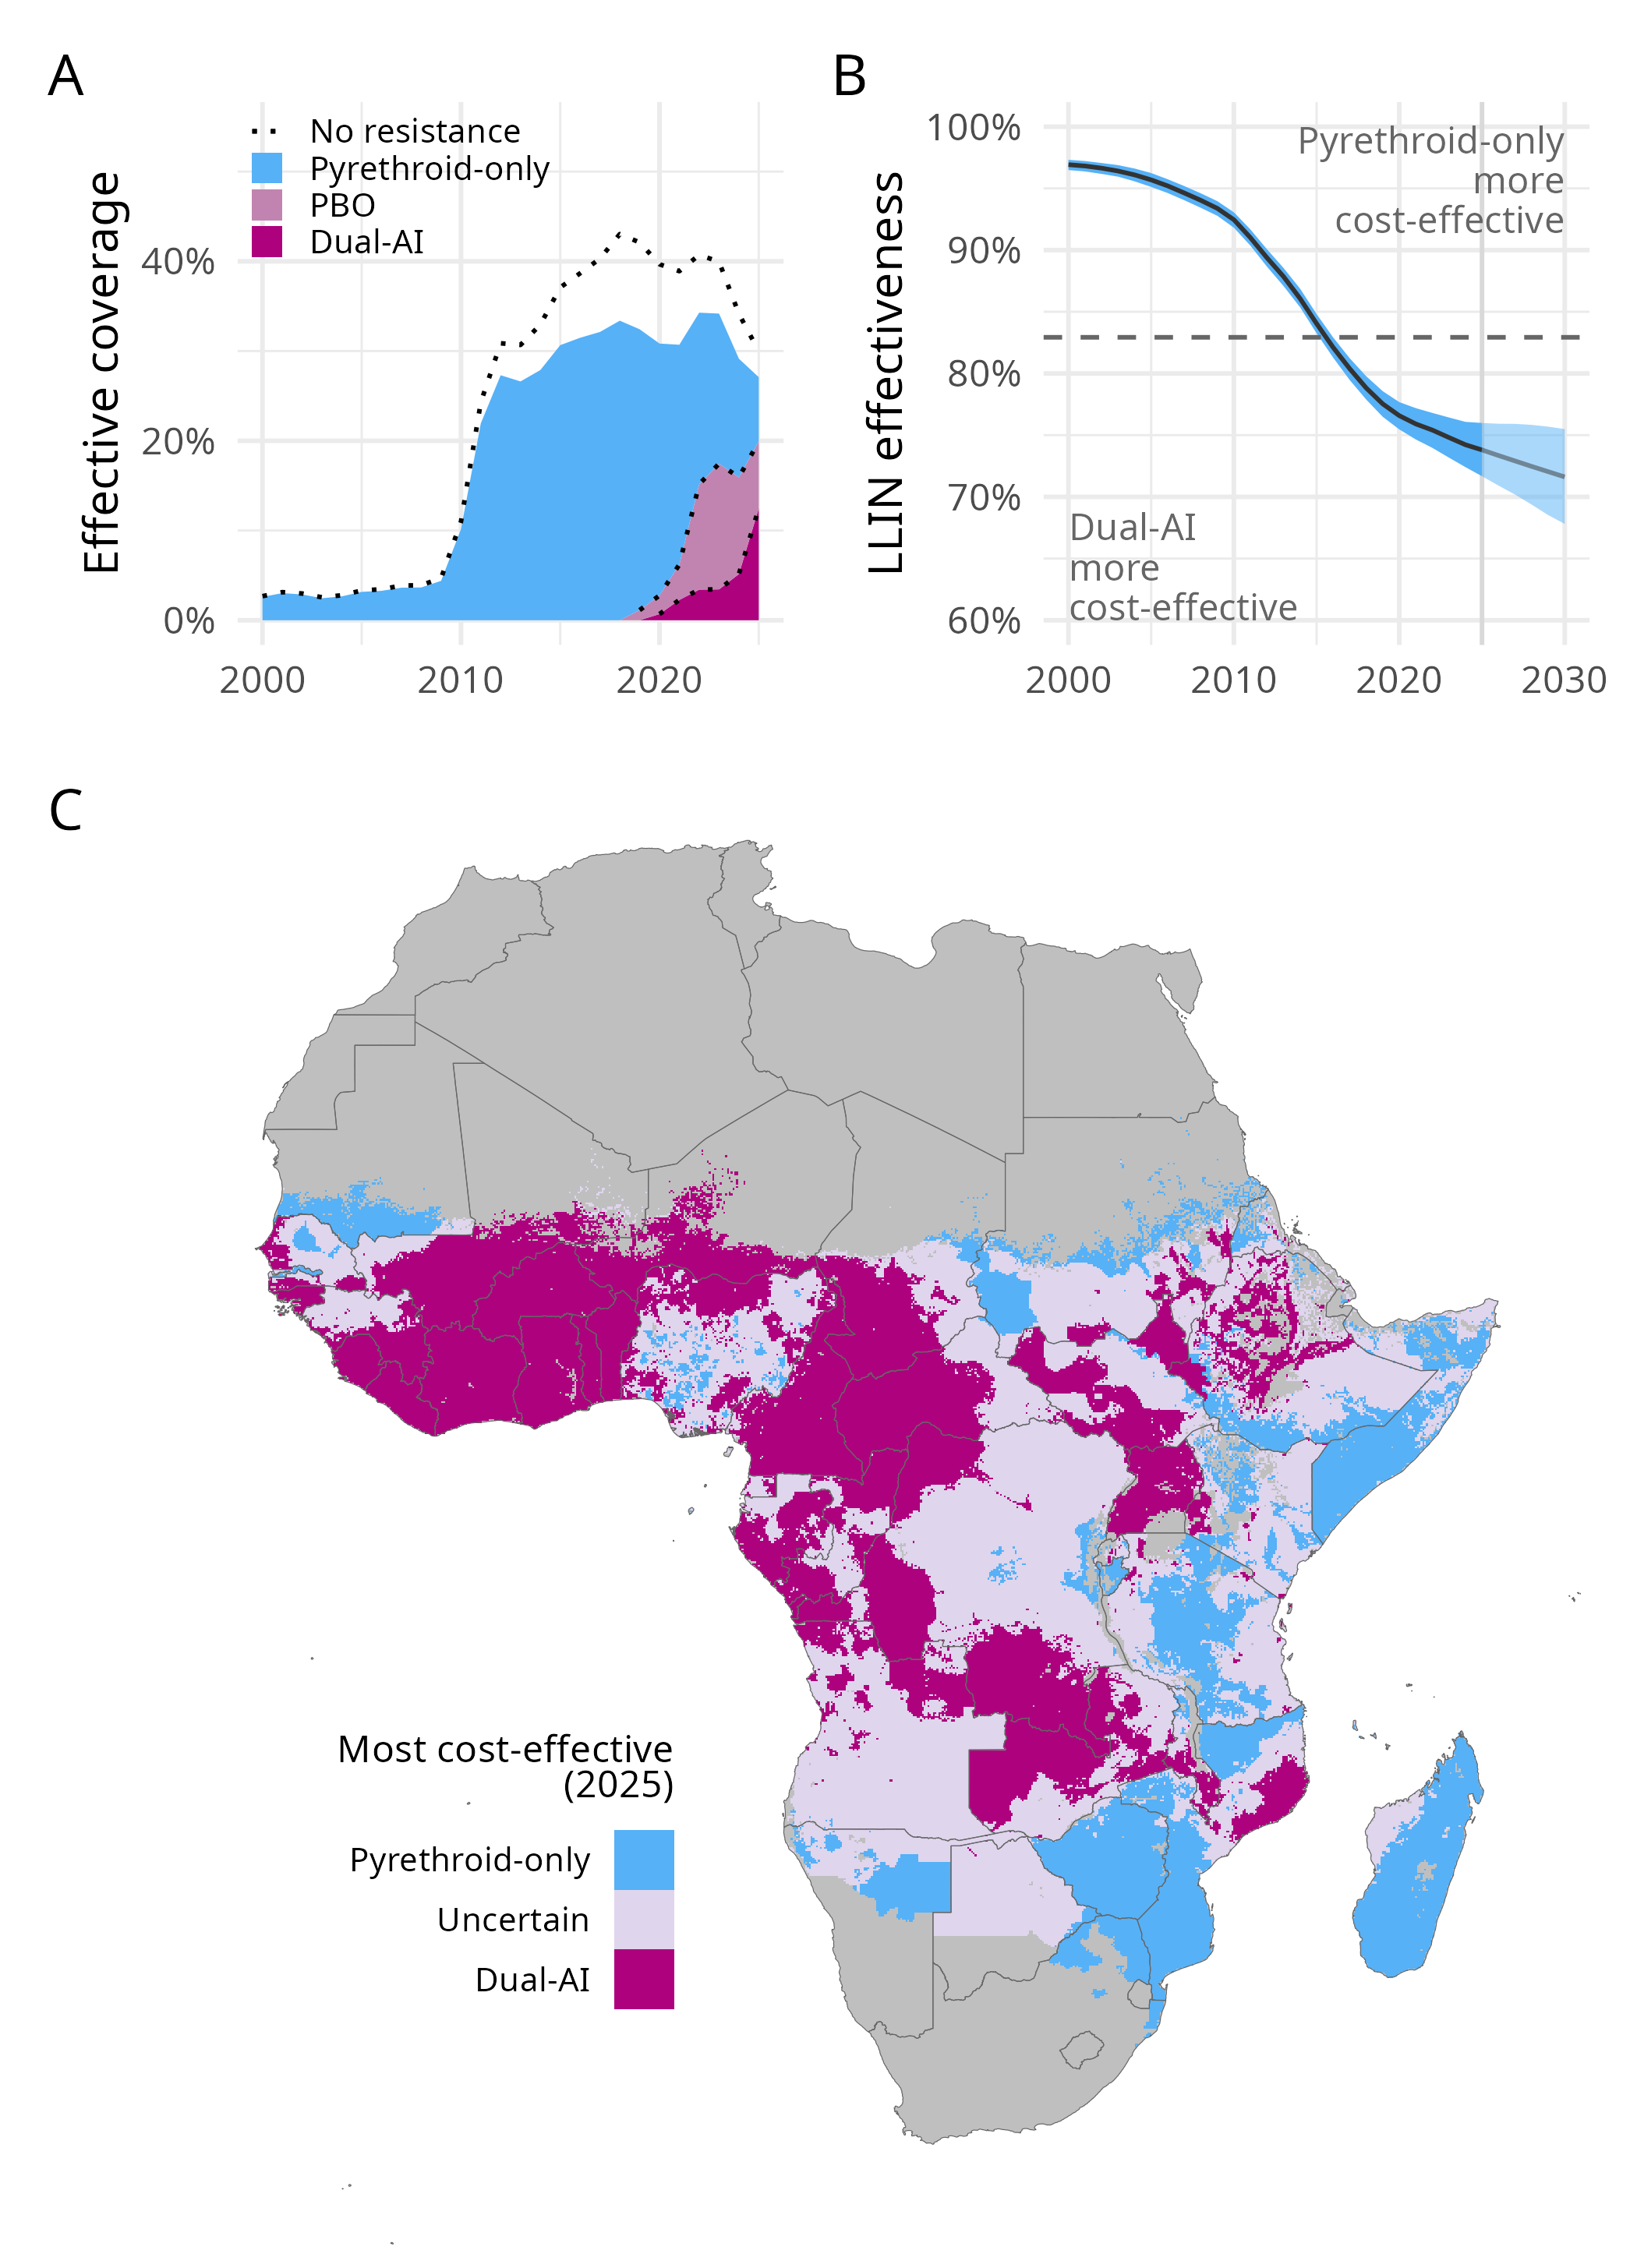 A
No resistance
Pyrethroid-only
PBO
Dual-AI
Effective coverage
40%
20%
0%
2000
2010
2020
B
LLIN effectiveness
100%
90%
80%
70%
60%
Pyrethroid-only
more
cost-effective
Dual-AI
more
cost-effective
2000
2010
2020
2030
C
Most cost-effective
(2025)
Pyrethroid-only
Uncertain
Dual-AI